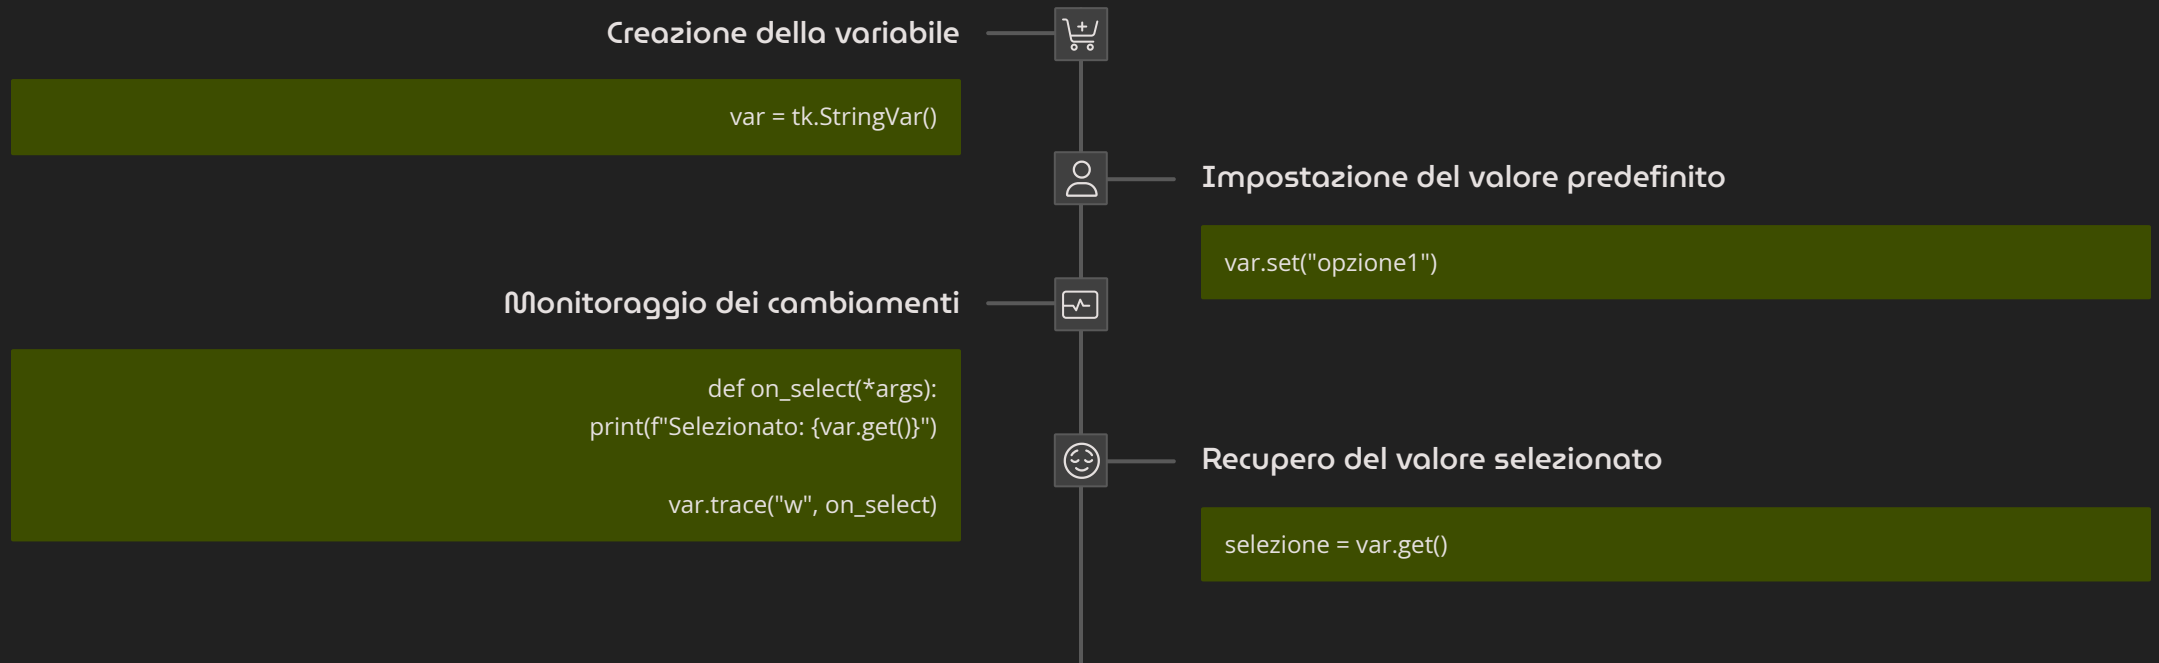 Creazione della variabile
var = tk.StringVar()
Impostazione del valore predefinito
var.set("opzione1")
Monitoraggio dei cambiamenti
def on_select(*args):
print(f"Selezionato: {var.get()}")
var.trace("w", on_select)
Recupero del valore selezionato
selezione = var.get()